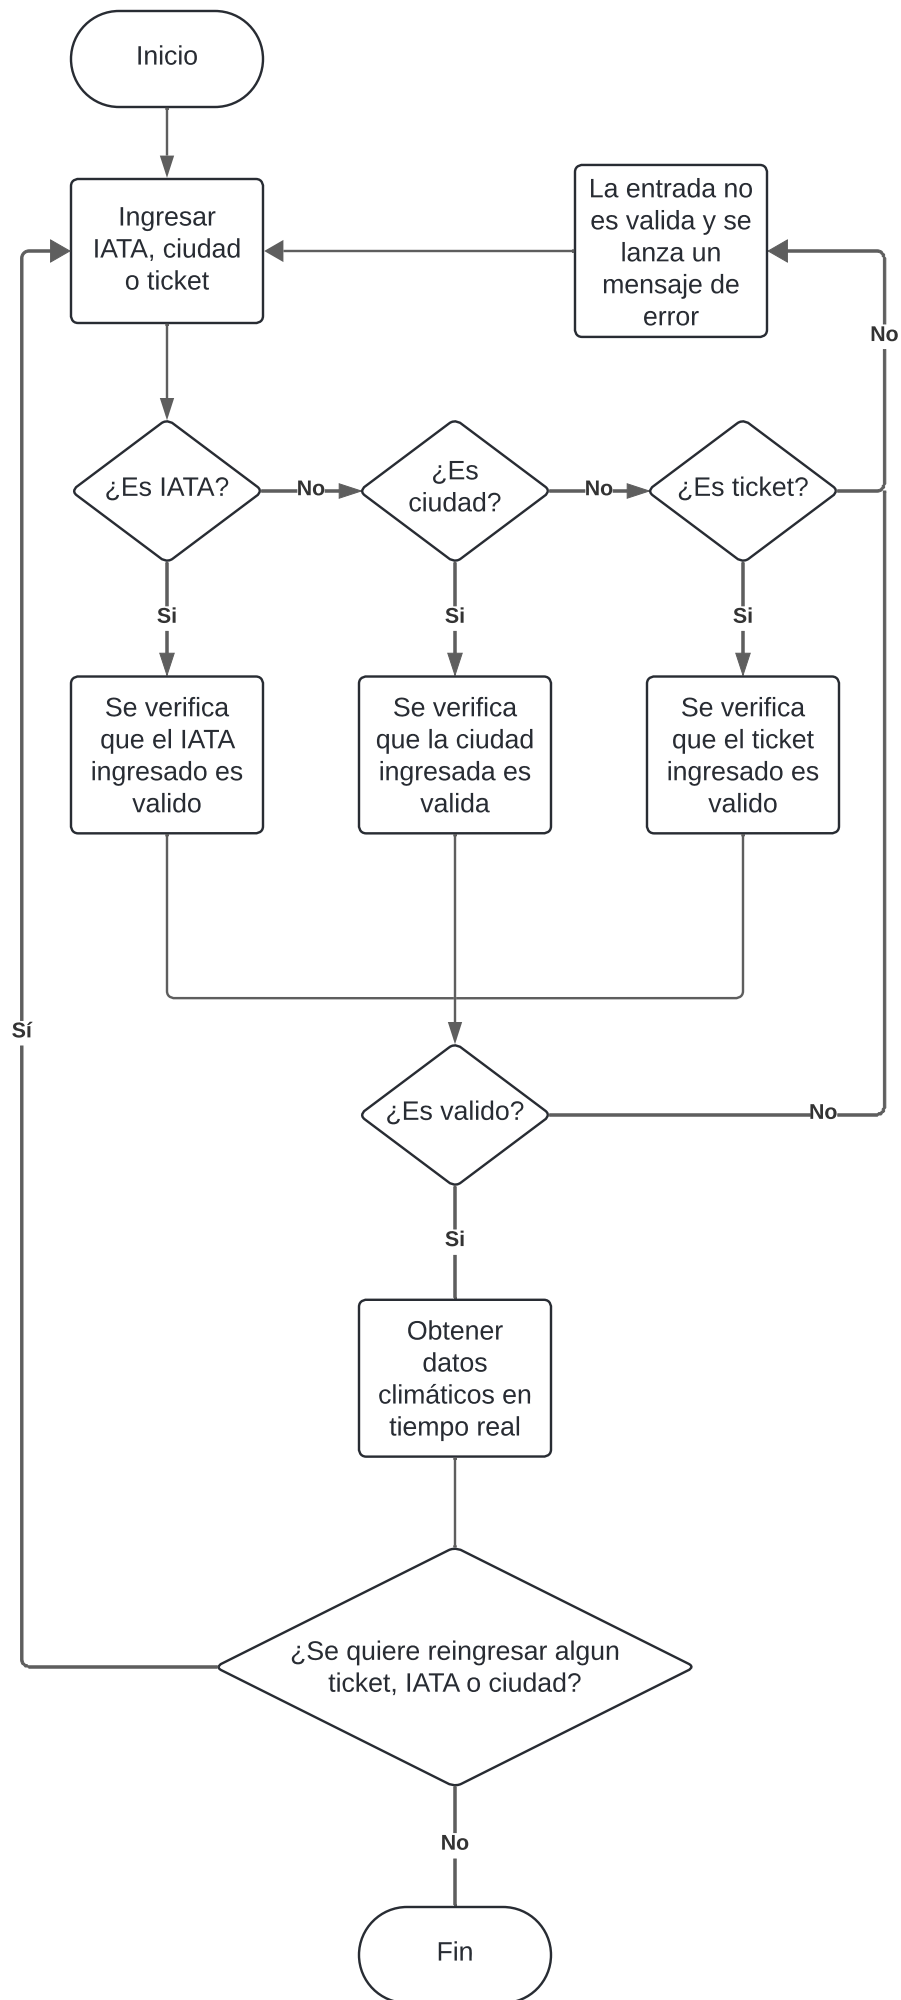 Inicio
Ingresar
IATA, ciudad
o ticket
La entrada no
es valida y se
lanza un
mensaje de
error
No
¿Es IATA?
No
¿Es
ciudad?
No
¿Es ticket?
Si
Si
Si
Se verifica
que el IATA
ingresado es
valido
Se verifica
que la ciudad
ingresada es
valida
Se verifica
que el ticket
ingresado es
valido
Sí
¿Es valido?
No
Si
Obtener
datos
climáticos en
tiempo real
¿Se quiere reingresar algun
ticket, IATA o ciudad?
No
Fin